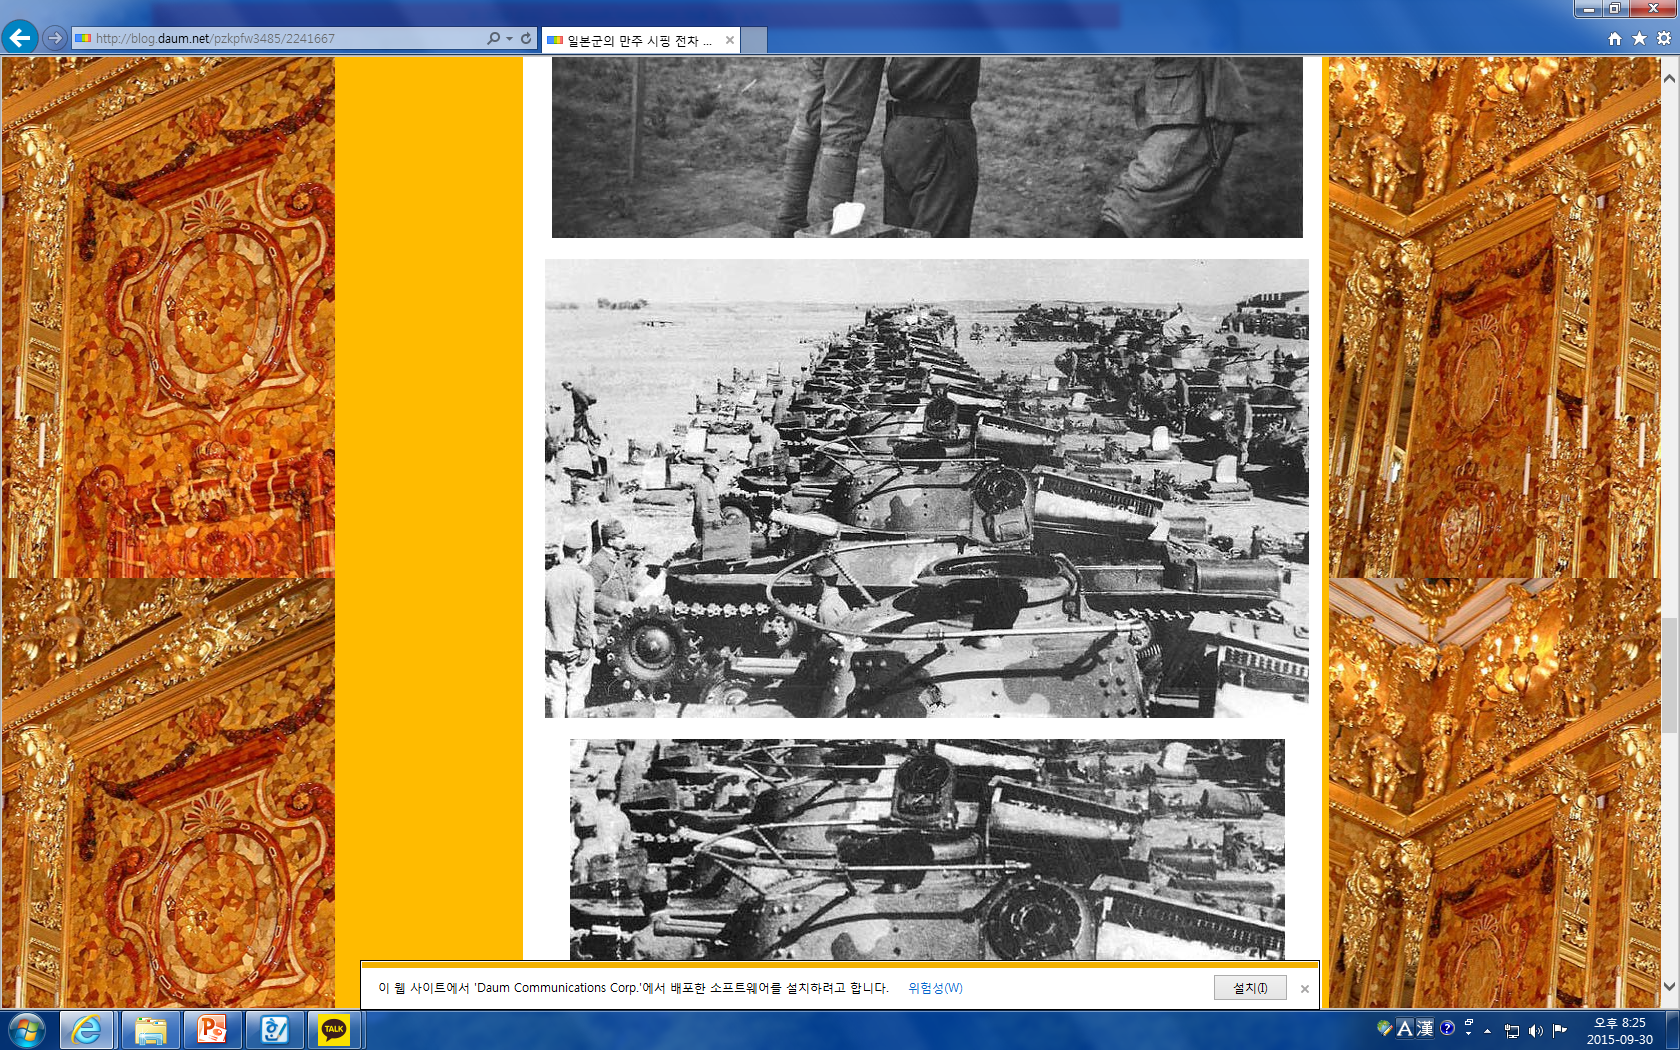 http://blog.daum.net/pzkpfw3485/2241667
일본군의 만주 시핑 전차 ...
이 웹 사이트에서 'Daum Communications Corp.'에서 배포한 소프트웨어를 설치하려고 합니다. 위험성(W)
설치(I)
TALK
A 漢
오후 8:25
2015-09-30